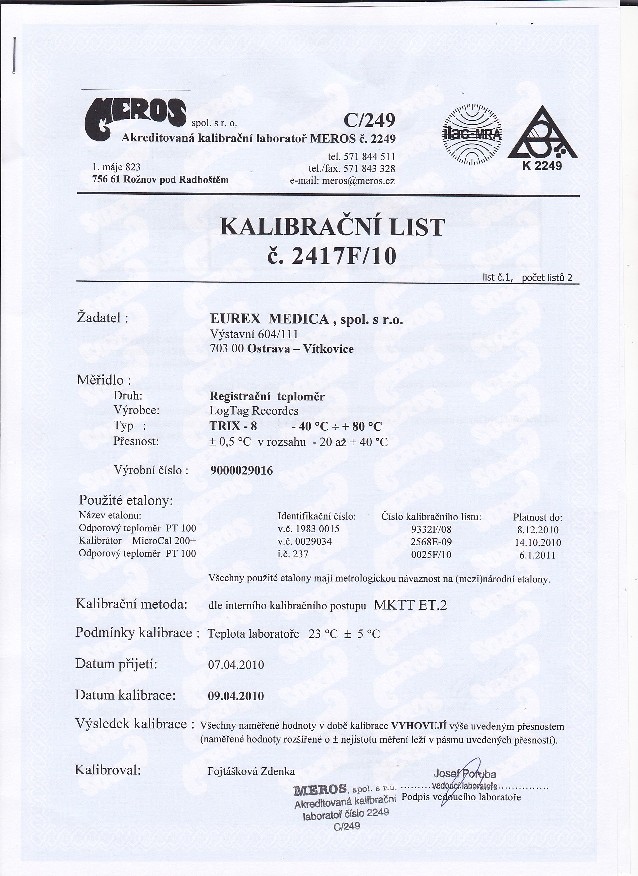 MEROS spol. s r. o.
C/249
Akreditovaná kalibrační laboratoř MEROS č. 2249
tel. 571 844 511
1. máje 823
tel./fax. 571 843 328
756 61 Rožnov pod Radhoštěm
e-mail: meros@meros.cz
ilac-MRA
K 2249
KALIBRAČNÍ LIST
č. 2417F/10
list č.1, počet listů 2
Žadatel : EUREX MEDICA , spol. s r.o.
Výstavní 604/111
703 00 Ostrava – Vítkovice
Měřidlo :
Druh: Registrační teploměr
Výrobce: LogTag Recordes
Typ : TRIX - 8 - 40 °C ÷ + 80 °C
Přesnost: ± 0,5 °C v rozsahu - 20 až + 40 °C
Výrobní číslo : 9000029016
Použité etalony:
Název etalonu: Identifikační číslo: Číslo kalibračního listu: Platnost do:
Odporový teploměr PT 100 v.č. 1983 0015 9332F/08 8.12.2010
Kalibrátor MicroCal 200+ v.č. 0029034 2568E-09 14.10.2010
Odporový teploměr PT 100 i.č. 237 0025F/10 6.1.2011
Všechny použité etalony mají metrologickou návaznost na (mezi)národní etalony.
Kalibrační metoda: dle interního kalibračního postupu MKTT ET.2
Podmínky kalibrace : Teplota laboratoře 23 °C ± 5 °C
Datum přijetí: 07.04.2010
Datum kalibrace: 09.04.2010
Výsledek kalibrace : Všechny naměřené hodnoty v době kalibrace VYHOVUJÍ výše uvedeným přesnostem
(naměřené hodnoty rozšířené o ± nejistotu měření leží v pásmu uvedených přesností).
Kalibroval: Fojtášková Zdenka
Josef Poruba
vedoucí laboratoře
Podpis vedoucího laboratoře
MEROS, spol. s r.o.
Akreditovaná kalibrační
laboratoř číslo 2249
C/249